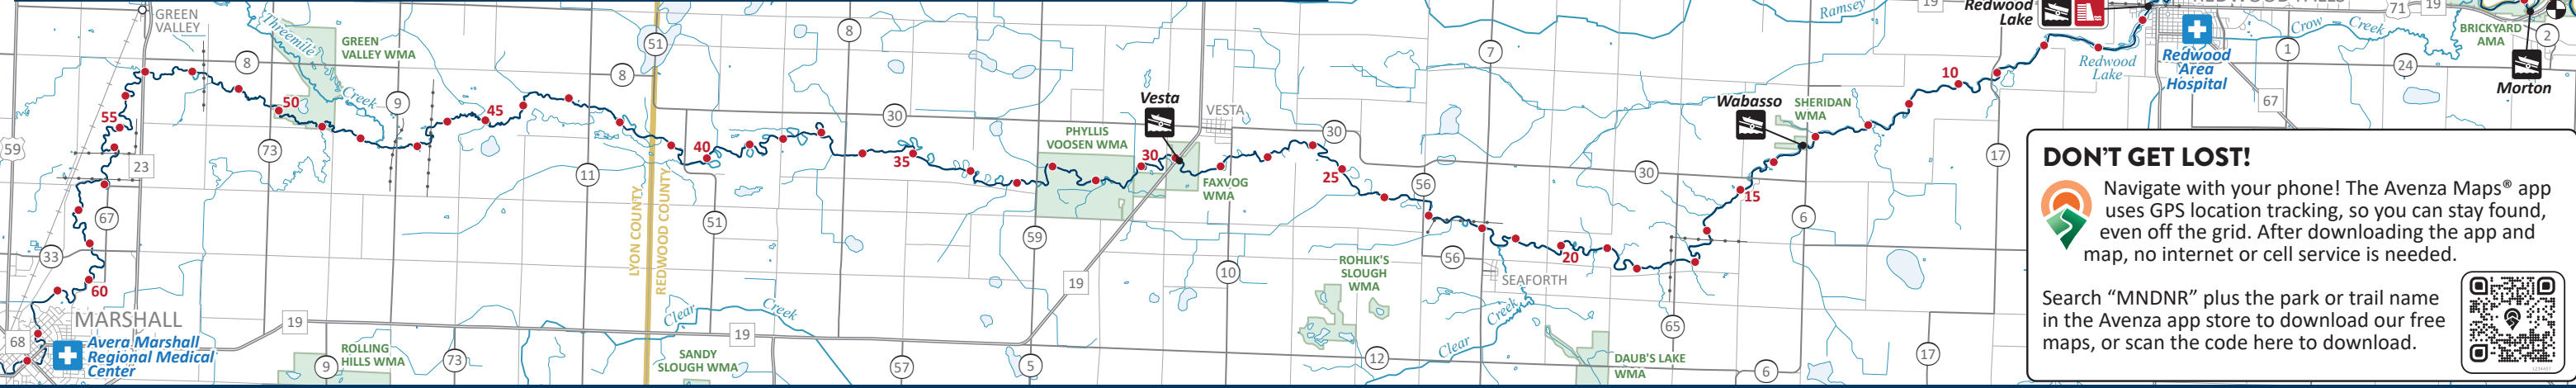 GREEN
VALLEY
Threemile
Creek
GREEN
VALLEY WMA
8
51
8
8
7
19
Ramsey
Redwood
Lake
REDWOOD FALLS
71
19
Crow Creek
BRICKYARD
AMA
2
1
24
Morton
Redwood
Area
Hospital
Redwood
Lake
67
10
50
9
45
55
59
23
73
11
LYON COUNTY
REDWOOD COUNTY
40
30
35
51
Vesta
VESTA
PHYLLIS
VOOSEN WMA
30
FAXVOG
WMA
30
25
56
Wabasso
SHERIDAN
WMA
30
15
17
6
67
33
60
59
19
10
ROHLIK'S
SLOUGH
WMA
56
20
SEAFORTH
Clear Creek
65
MARSHALL
68
Avera Marshall
Regional Medical
Center
19
ROLLING
HILLS WMA
9
73
Clear Creek
19
SANDY
SLOUGH WMA
57
5
12
DAUB'S LAKE
WMA
6
17
DON'T GET LOST!
Navigate with your phone! The Avenza Maps® app
uses GPS location tracking, so you can stay found,
even off the grid. After downloading the app and
map, no internet or cell service is needed.
Search “MNDNR” plus the park or trail name
in the Avenza app store to download our free
maps, or scan the code here to download.